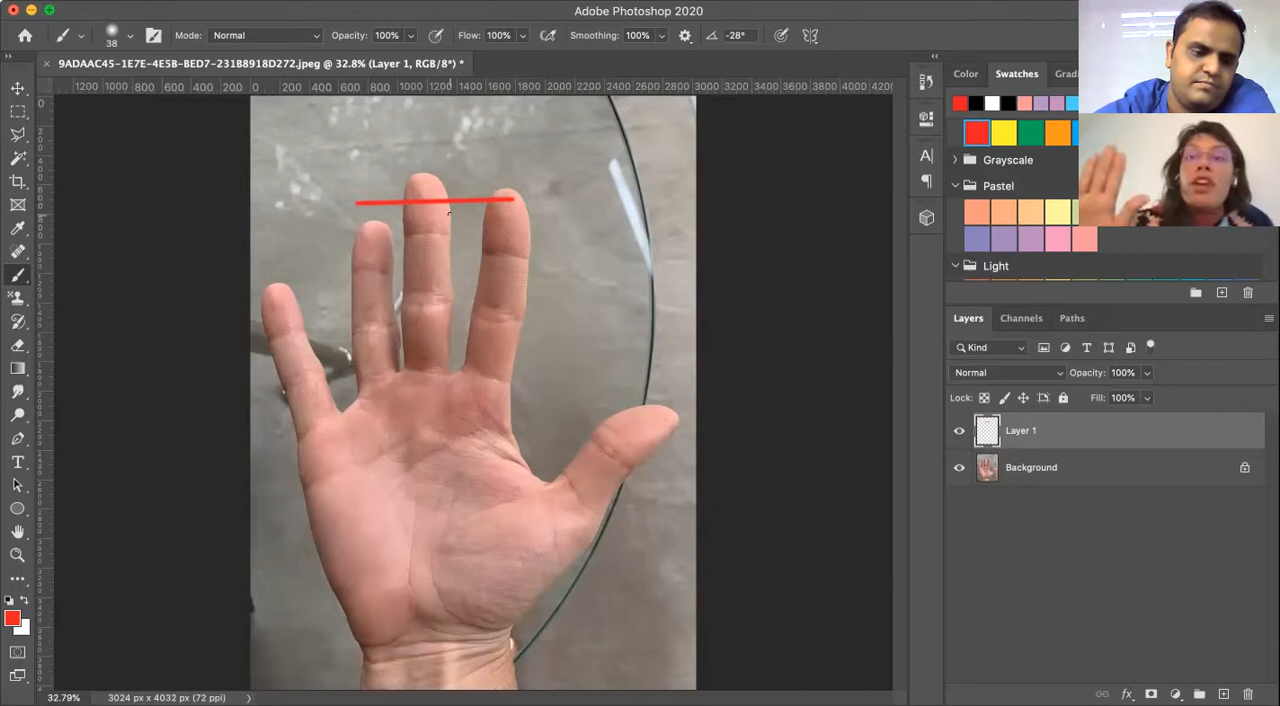 Adobe Photoshop 2020
38 Mode: Normal Opacity: 100% Flow: 100% Smoothing: 100% -28°
9ADAAC45-1E7E-4E5B-BED7-231B8918D272.jpeg @ 32.8% (Layer 1, RGB/8*) *
1200 1000 800 600 400 200 0 200 400 600 800 1000 1200 1400 1600 1800 2000 2200 2400 2600 2800 3000 3200 3400 3600 3800 4000 4200
Color Swatches Gradi
Grayscale
Pastel
Light
Layers Channels Paths
Kind
Normal Opacity: 100%
Lock: Fill: 100%
Layer 1
Background
32.79% 3024 px x 4032 px (72 ppi)